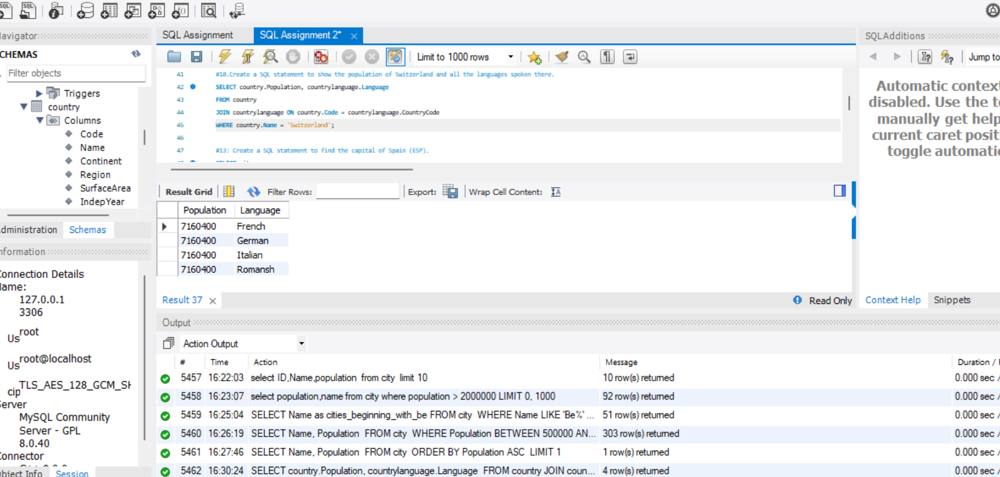 SQL
SQL
SQL Assignment
SQL Assignment 2*
SQLAdditions
Limit to 1000 rows
Jump to
SCHEMAS
Filter objects
Triggers
country
Columns
Code
Name
Continent
Region
SurfaceArea
IndepYear
Schemas
41 #10.Create a SQL statement to show the population of Switzerland and all the languages spoken there.
42 SELECT country.Population, countrylanguage.Language
43 FROM country
44 JOIN countrylanguage ON country.Code = countrylanguage.CountryCode
45 WHERE country.Name = 'Switzerland';
46
47 #13: Create a SQL statement to find the capital of Spain (ESP).
Automatic context
disabled. Use the
manually get help
current caret
toggle
Result Grid
Filter Rows:
Export:
Wrap Cell Content:
Population Language
7160400 French
7160400 German
7160400 Italian
7160400 Romansh
Result 37
Read Only
Context Help
Snippets
Connection Details
Name:
127.0.0.1
3306
Us root
Us root@localhost
cip TLS_AES_128_GCM_SH
Server
MySQL Community
Server - GPL
8.0.40
Connector
Object Info
Session
Output
Action Output
# Time Action Message Duration /
5457 16:22:03 select ID,Name,population from city limit 10 10 row(s) returned 0.000 sec /
5458 16:23:07 select population,name from city where population > 2000000 LIMIT 0, 1000 92 row(s) returned 0.000 sec /
5459 16:25:04 SELECT Name as cities_beginning_with_be FROM city WHERE Name LIKE 'Be%' ... 51 row(s) returned 0.000 sec /
5460 16:26:19 SELECT Name, Population FROM city WHERE Population BETWEEN 500000 AN... 303 row(s) returned 0.000 sec /
5461 16:27:46 SELECT Name, Population FROM city ORDER BY Population ASC LIMIT 1 1 row(s) returned 0.000 sec /
5462 16:30:24 SELECT country.Population, countrylanguage.Language FROM country JOIN coun... 4 row(s) returned 0.000 sec /